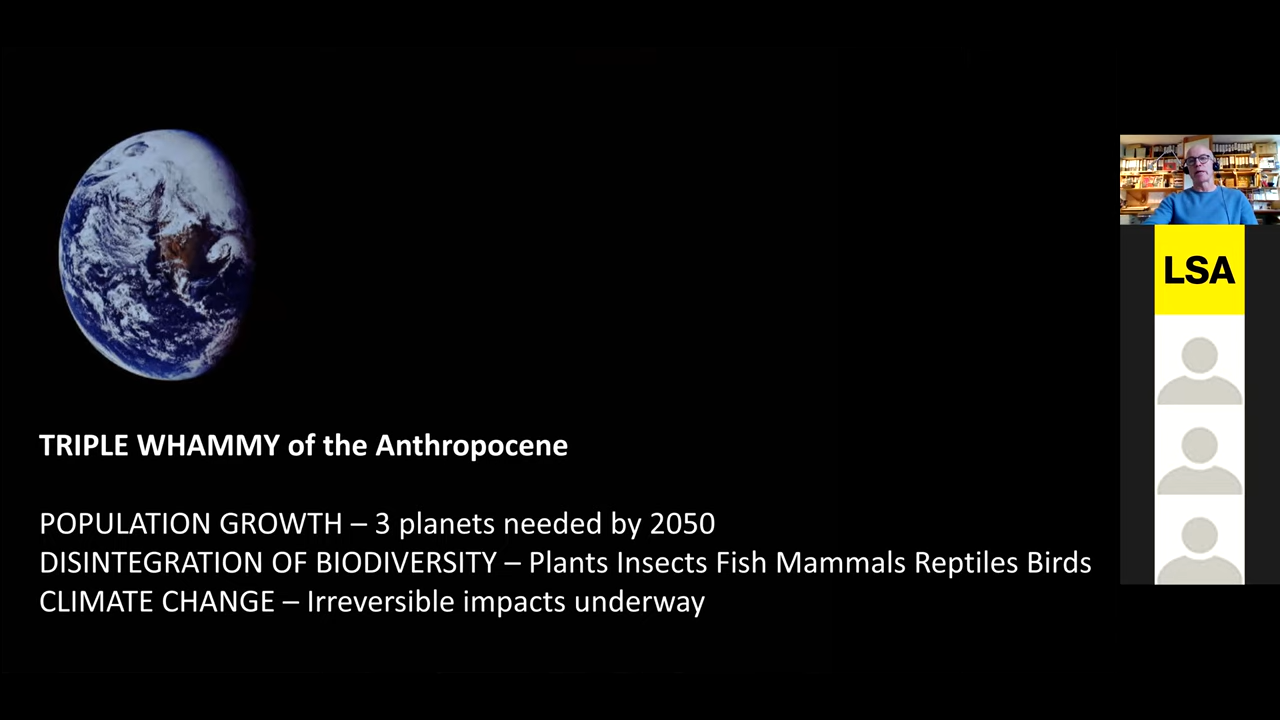 TRIPLE WHAMMY of the Anthropocene
POPULATION GROWTH – 3 planets needed by 2050
DISINTEGRATION OF BIODIVERSITY – Plants Insects Fish Mammals Reptiles Birds
CLIMATE CHANGE – Irreversible impacts underway
LSA